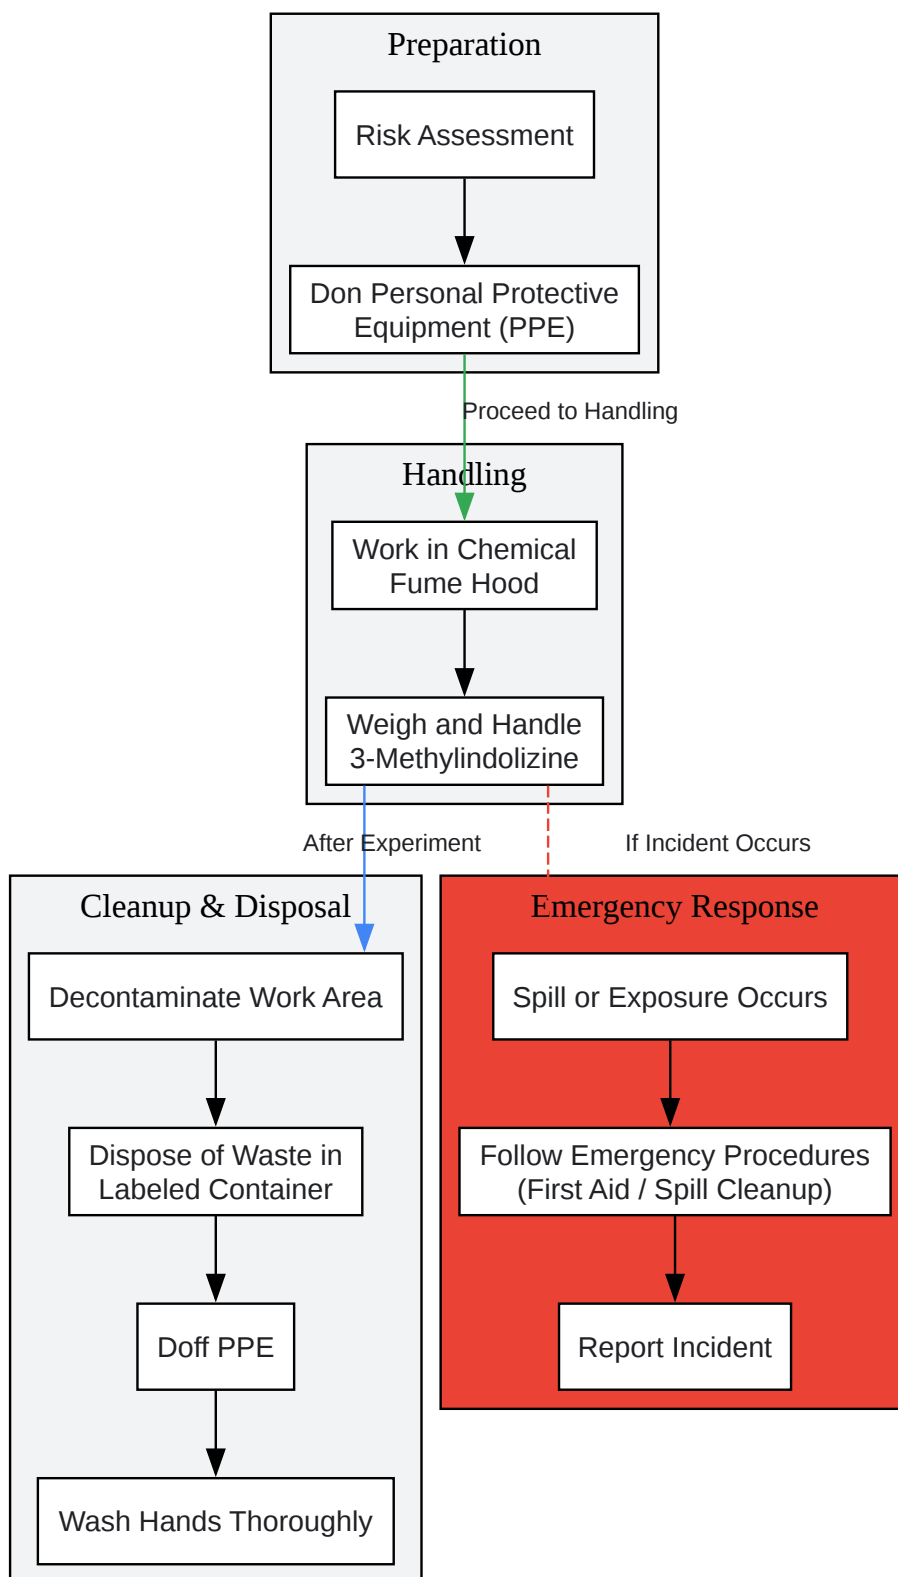 Preparation
Risk Assessment
Don Personal Protective
Equipment (PPE)
Proceed to Handling
Handling
Work in Chemical
Fume Hood
Weigh and Handle
3-Methylindolizine
After Experiment
If Incident Occurs
Cleanup & Disposal
Decontaminate Work Area
Dispose of Waste in
Labeled Container
Doff PPE
Wash Hands Thoroughly
Emergency Response
Spill or Exposure Occurs
Follow Emergency Procedures
(First Aid / Spill Cleanup)
Report Incident